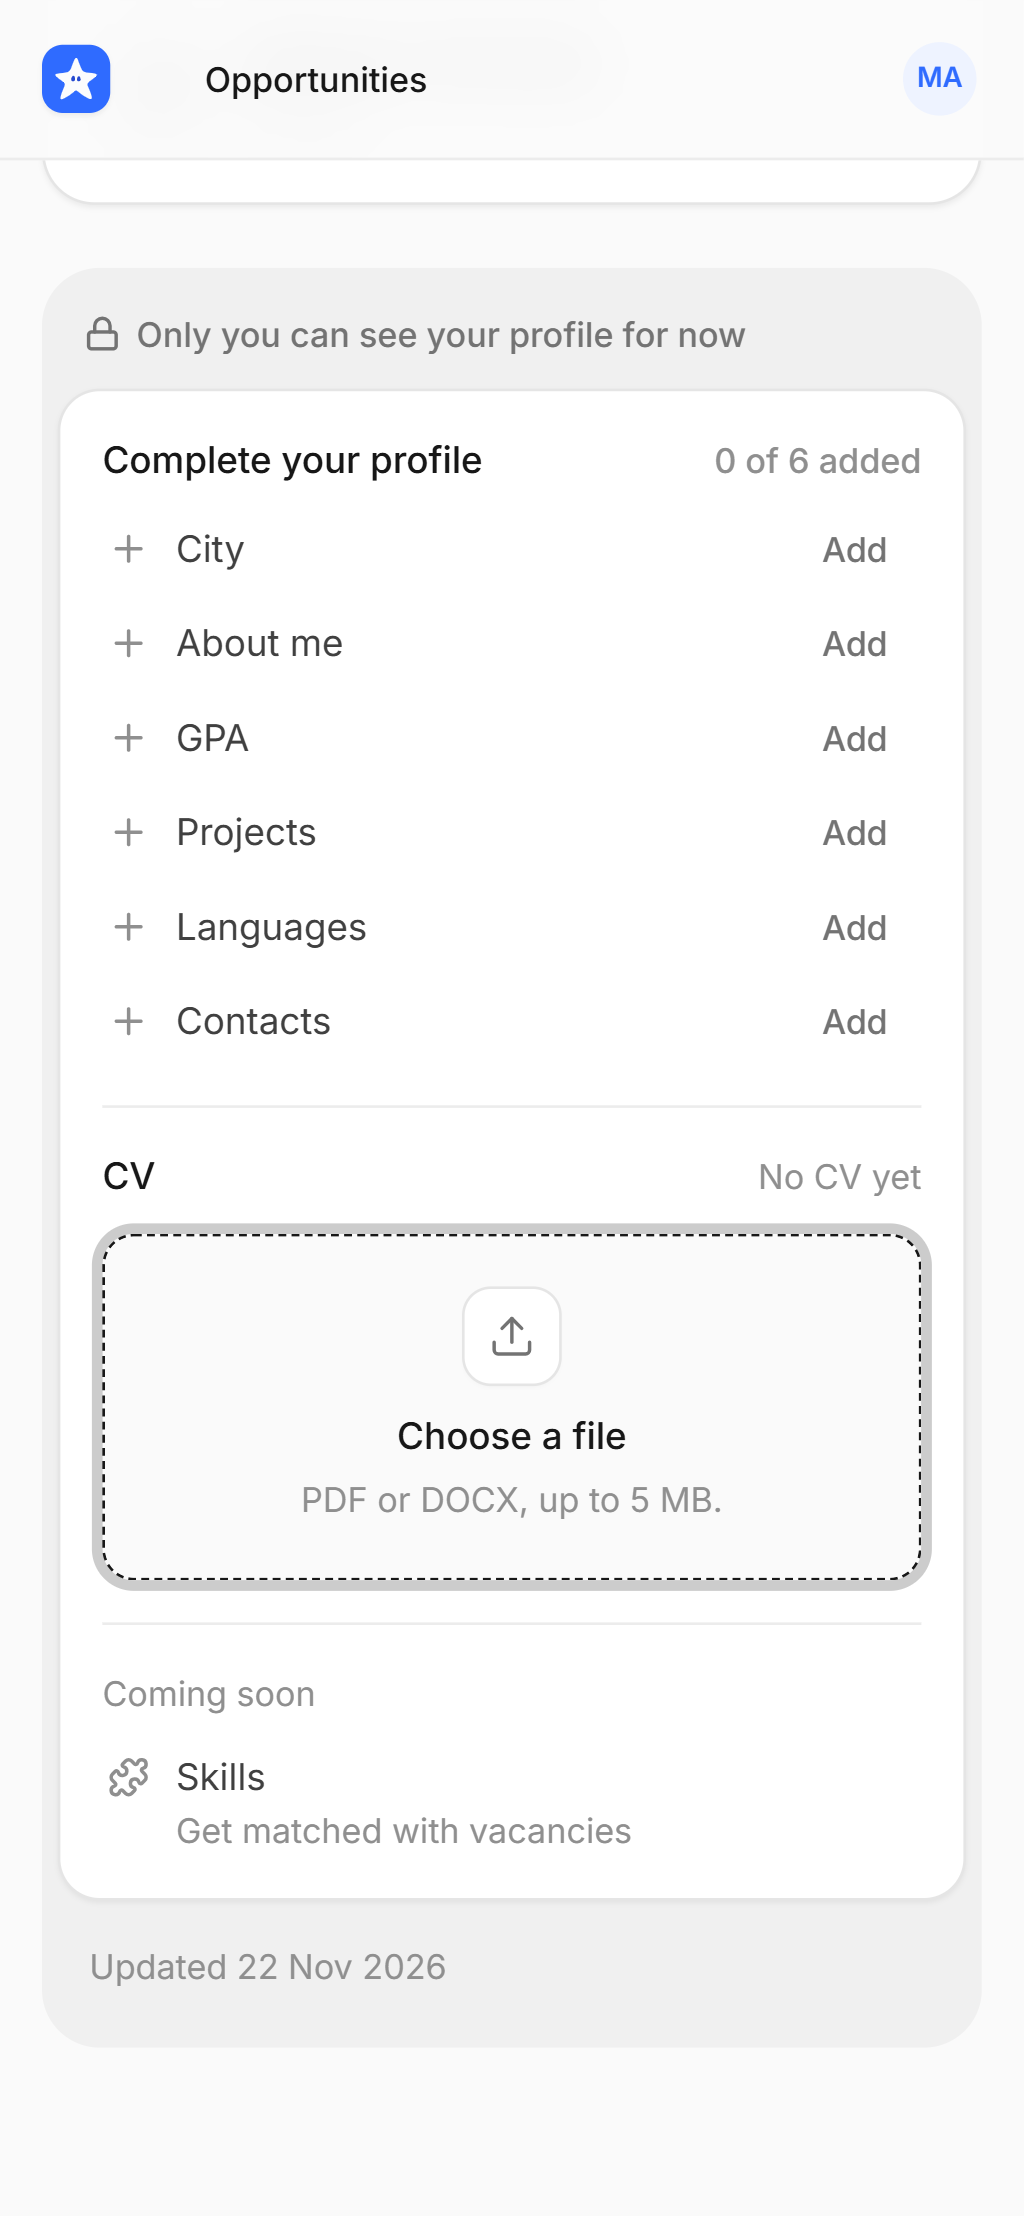 Opportunities
MA
Only you can see your profile for now
Complete your profile
0 of 6 added
City
Add
About me
Add
GPA
Add
Projects
Add
Languages
Add
Contacts
Add
CV
No CV yet
Choose a file
PDF or DOCX, up to 5 MB.
Coming soon
Skills
Get matched with vacancies
Updated 22 Nov 2026